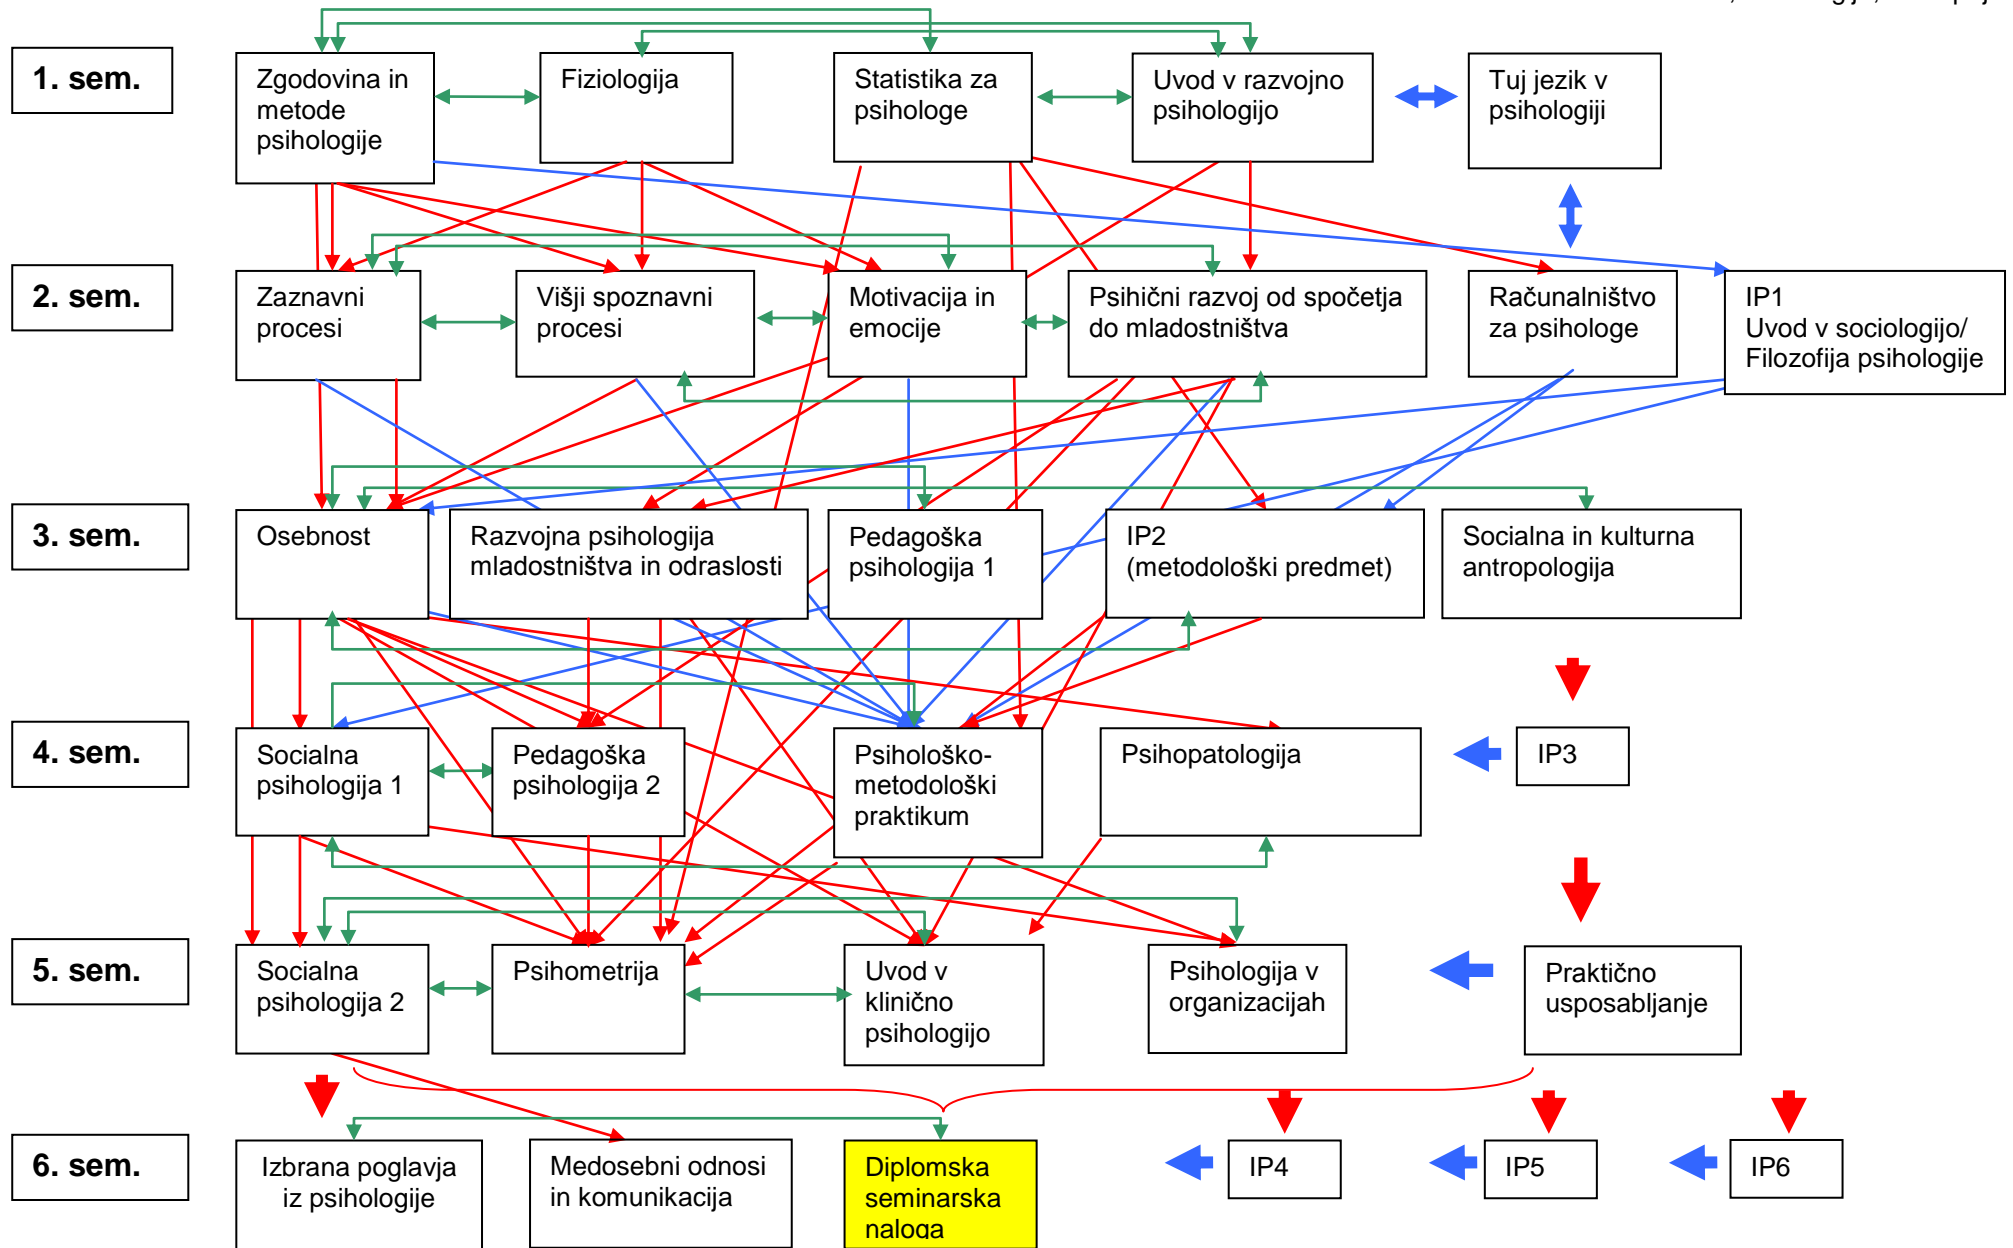 1. sem.
Zgodovina in
metode
psihologije
Fiziologija
Statistika za
psihologe
Uvod v razvojno
psihologijo
Tuj jezik v
psihologiji
2. sem.
Zaznavni
procesi
Višji spoznavni
procesi
Motivacija in
emocije
Psihični razvoj od spočetja
do mladostništva
Računalništvo
za psihologe
IP1
Uvod v sociologijo/
Filozofija psihologije
3. sem.
Osebnost
Razvojna psihologija
mladostništva in odraslosti
Pedagoška
psihologija 1
IP2
(metodološki predmet)
Socialna in kulturna
antropologija
4. sem.
Socialna
psihologija 1
Pedagoška
psihologija 2
Psihološko-
metodološki
praktikum
Psihopatologija
IP3
5. sem.
Socialna
psihologija 2
Psihometrija
Uvod v
klinično
psihologijo
Psihologija v
organizacijah
Praktično
usposabljanje
6. sem.
Izbrana poglavja
iz psihologije
Medosebni odnosi
in komunikacija
Diplomska
seminarska
naloga
IP4
IP5
IP6